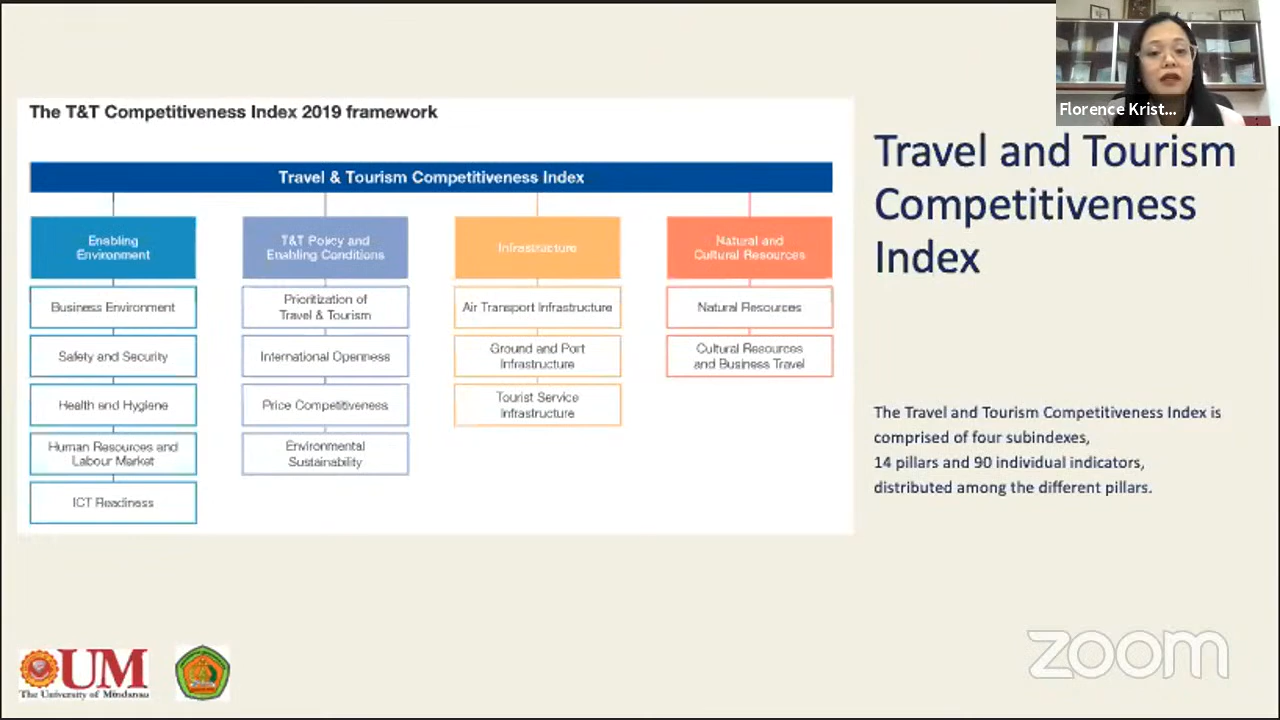 The T&T Competitiveness Index 2019 framework
Travel & Tourism Competitiveness Index
Enabling
Environment
Business Environment
Safety and Security
Health and Hygiene
Human Resources and
Labour Market
ICT Readiness
T&T Policy and
Enabling Conditions
Prioritization of
Travel & Tourism
International Openness
Price Competitiveness
Environmental
Sustainability
Infrastructure
Air Transport Infrastructure
Ground and Port
Infrastructure
Tourist Service
Infrastructure
Natural and
Cultural Resources
Natural Resources
Cultural Resources
and Business Travel
Florence Krist...
Travel and Tourism
Competitiveness
Index
The Travel and Tourism Competitiveness Index is
comprised of four subindexes,
14 pillars and 90 individual indicators,
distributed among the different pillars.
UM
The University of Mindanao
zoom